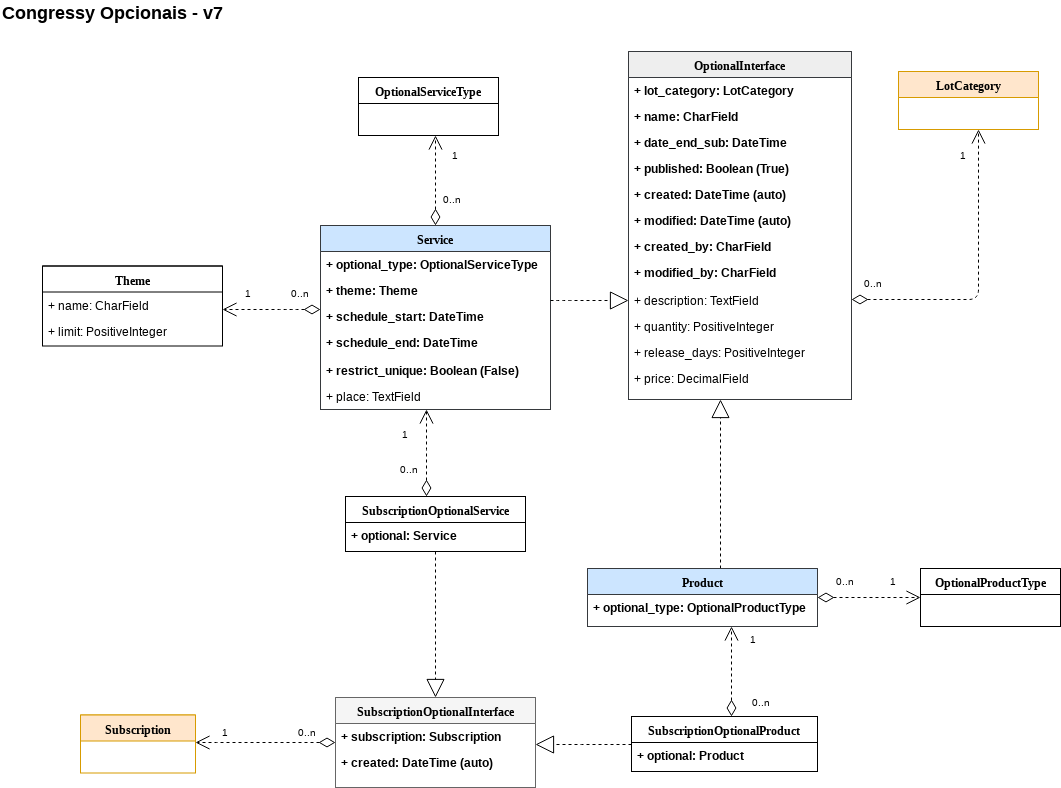 Congressy Opcionais - v7
OptionalServiceType
1
0..n
OptionalInterface
+ lot_category: LotCategory
+ name: CharField
+ date_end_sub: DateTime
+ published: Boolean (True)
+ created: DateTime (auto)
+ modified: DateTime (auto)
+ created_by: CharField
+ modified_by: CharField
+ description: TextField
+ quantity: PositiveInteger
+ release_days: PositiveInteger
+ price: DecimalField
LotCategory
1
0..n
Theme
+ name: CharField
+ limit: PositiveInteger
1
0..n
Service
+ optional_type: OptionalServiceType
+ theme: Theme
+ schedule_start: DateTime
+ schedule_end: DateTime
+ restrict_unique: Boolean (False)
+ place: TextField
1
0..n
SubscriptionOptionalService
+ optional: Service
Product
+ optional_type: OptionalProductType
0..n
1
OptionalProductType
1
0..n
Subscription
1
0..n
SubscriptionOptionalInterface
+ subscription: Subscription
+ created: DateTime (auto)
SubscriptionOptionalProduct
+ optional: Product